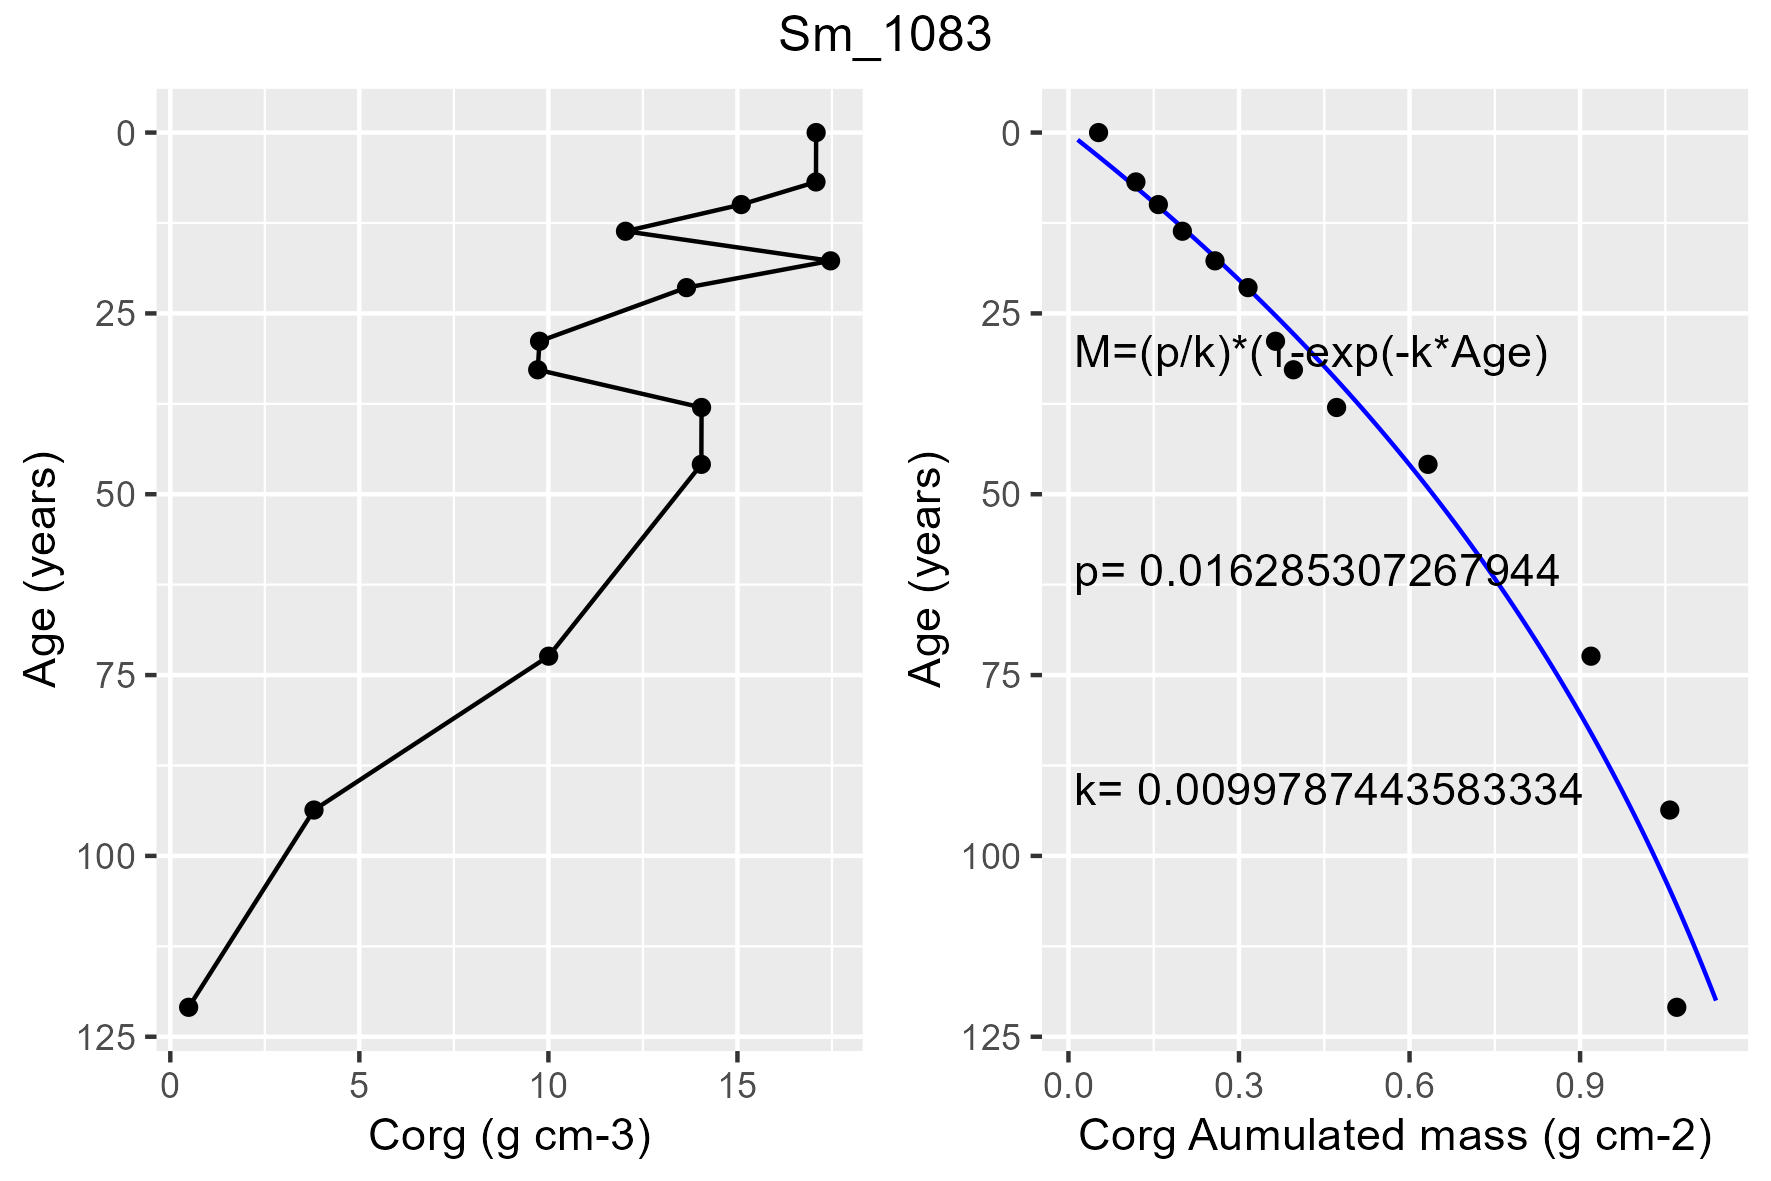 Sm_1083
0
25
50
75
100
125
Age (years)
0 5 10 15
Corg (g cm-3)
0
25
50
75
100
125
Age (years)
M=(p/k)*(1-exp(-k*Age)
p= 0.016285307267944
k= 0.0099787443583334
0.0 0.3 0.6 0.9
Corg Aumulated mass (g cm-2)